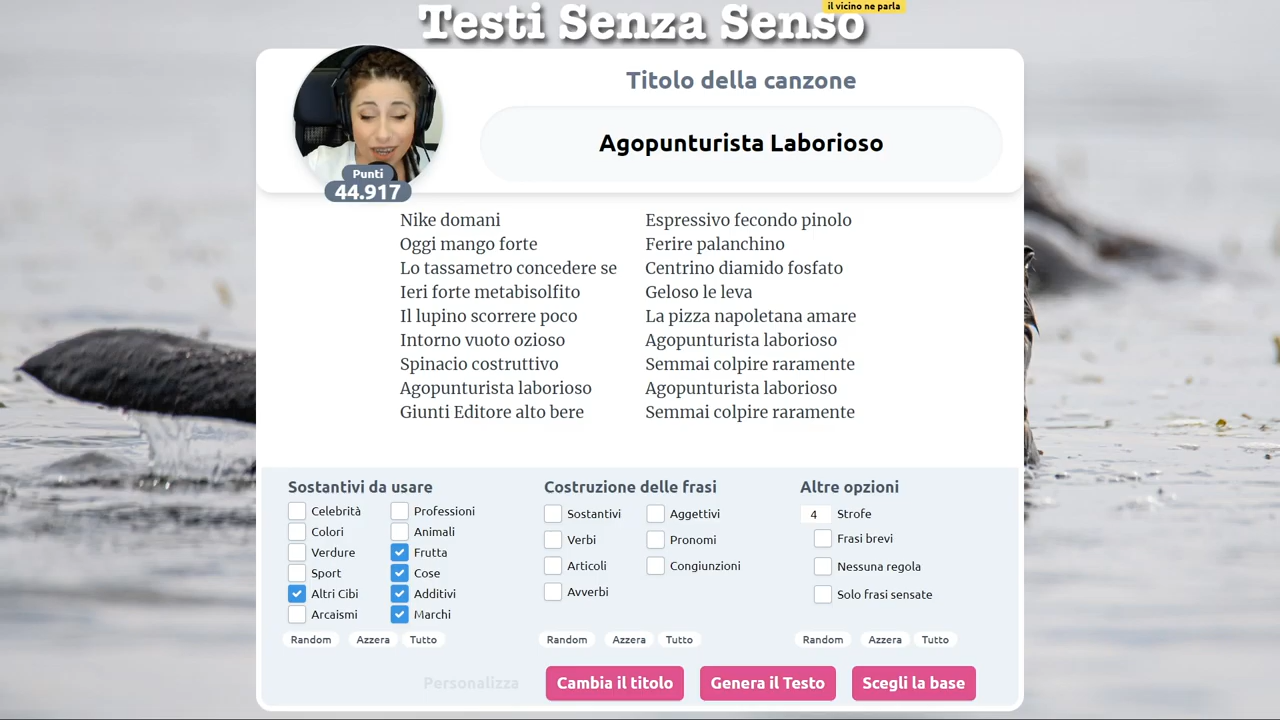 il vicino ne parla
Testi Senza Senso
Titolo della canzone
Agopunturista Laborioso
Punti
44.917
Nike domani
Oggi mango forte
Lo tassametro concedere se
Ieri forte metabisolfito
Il lupino scorrere poco
Intorno vuoto ozioso
Spinacio costruttivo
Agopunturista laborioso
Giunti Editore alto bere
Espressivo fecondo pinolo
Ferire palanchino
Centrino diamido fosfato
Geloso le leva
La pizza napoletana amare
Agopunturista laborioso
Semmai colpire raramente
Agopunturista laborioso
Semmai colpire raramente
Sostantivi da usare
Celebrità
Professioni
Colori
Animali
Verdure
Frutta
Sport
Cose
Altri Cibi
Additivi
Arcaismi
Marchi
Random Azzera Tutto
Costruzione delle frasi
Sostantivi
Aggettivi
Verbi
Pronomi
Articoli
Congiunzioni
Avverbi
Random Azzera Tutto
Altre opzioni
4 Strofe
Frasi brevi
Nessuna regola
Solo frasi sensate
Random Azzera Tutto
Personalizza
Cambia il titolo
Genera il Testo
Scegli la base